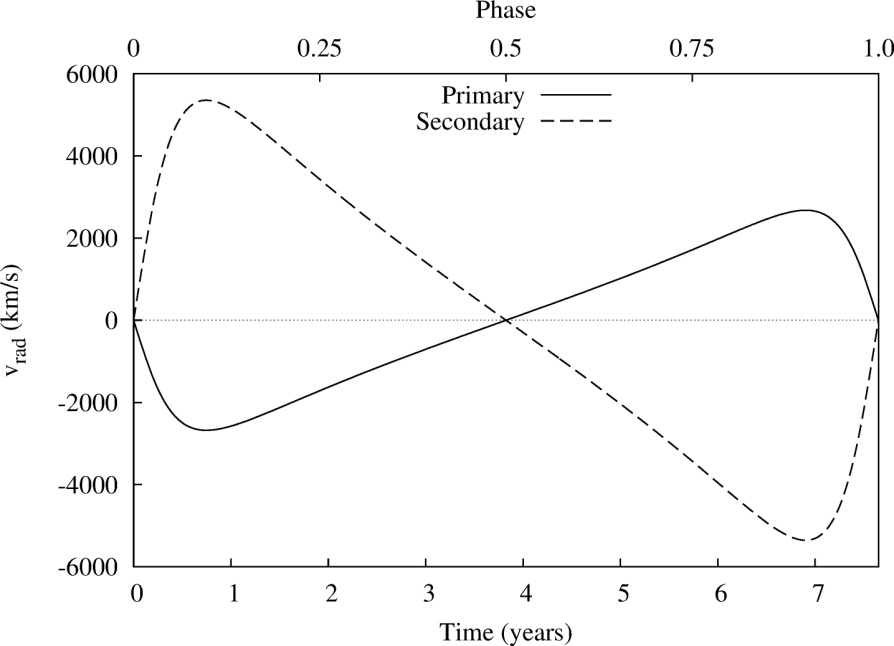 Phase
0 0.25 0.5 0.75 1.0
6000
Primary
Secondary
4000
2000
0
-2000
-4000
-6000
v_rad (km/s)
0 1 2 3 4 5 6 7
Time (years)